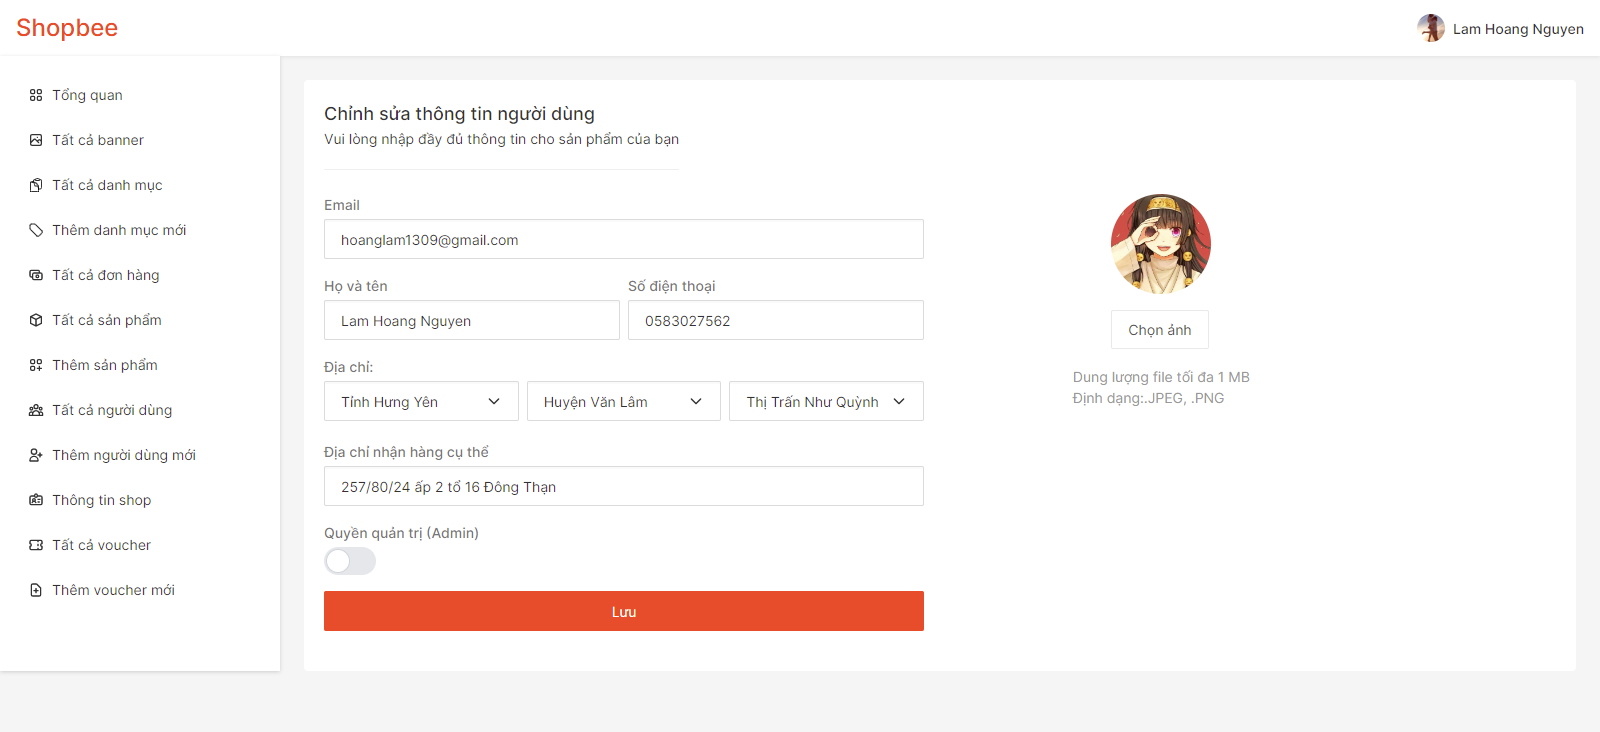 Shopbee
Lam Hoang Nguyen
Tổng quan
Tất cả banner
Tất cả danh mục
Thêm danh mục mới
Tất cả đơn hàng
Tất cả sản phẩm
Thêm sản phẩm
Tất cả người dùng
Thêm người dùng mới
Thông tin shop
Tất cả voucher
Thêm voucher mới
Chỉnh sửa thông tin người dùng
Vui lòng nhập đầy đủ thông tin cho sản phẩm của bạn
Email
hoanglam1309@gmail.com
Họ và tên
Số điện thoại
Lam Hoang Nguyen
0583027562
Địa chỉ:
Tỉnh Hưng Yên
Huyện Văn Lâm
Thị Trấn Như Quỳnh
Địa chỉ nhận hàng cụ thể
257/80/24 ấp 2 tổ 16 Đông Thạn
Quyền quản trị (Admin)
Lưu
Chọn ảnh
Dung lượng file tối đa 1 MB
Định dạng:.JPEG, .PNG